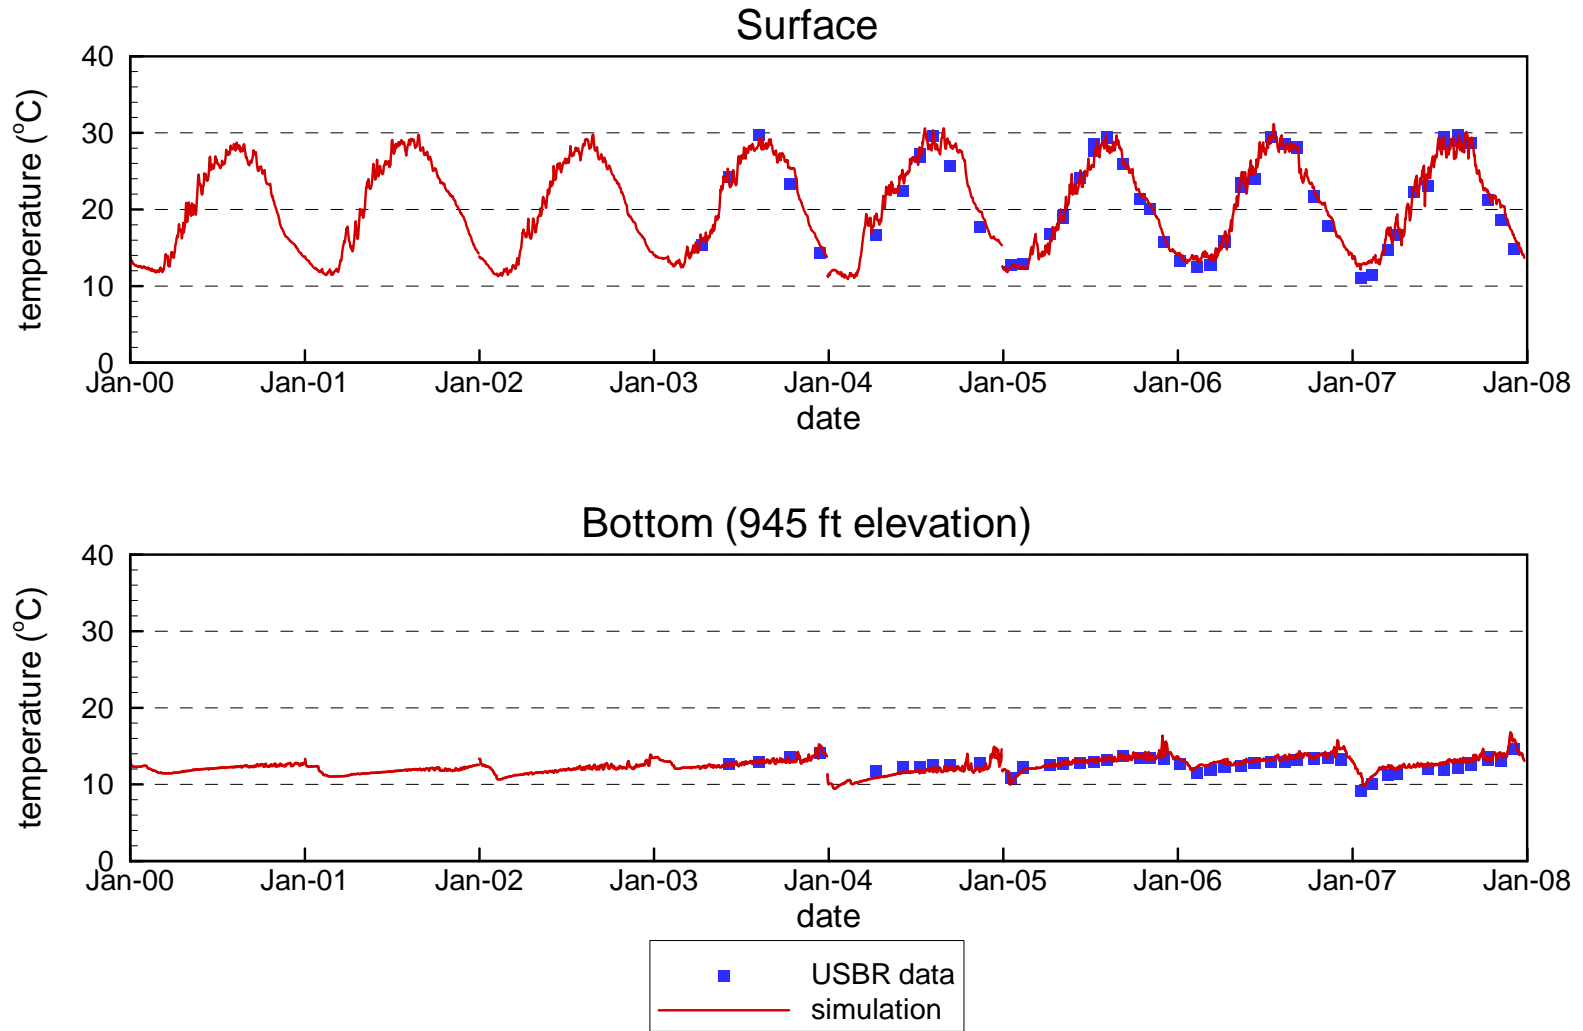 Surface
temperature (°C)
40
30
20
10
0
Jan-00 Jan-01 Jan-02 Jan-03 Jan-04 Jan-05 Jan-06 Jan-07 Jan-08
date
Bottom (945 ft elevation)
temperature (°C)
40
30
20
10
0
Jan-00 Jan-01 Jan-02 Jan-03 Jan-04 Jan-05 Jan-06 Jan-07 Jan-08
date
USBR data
simulation